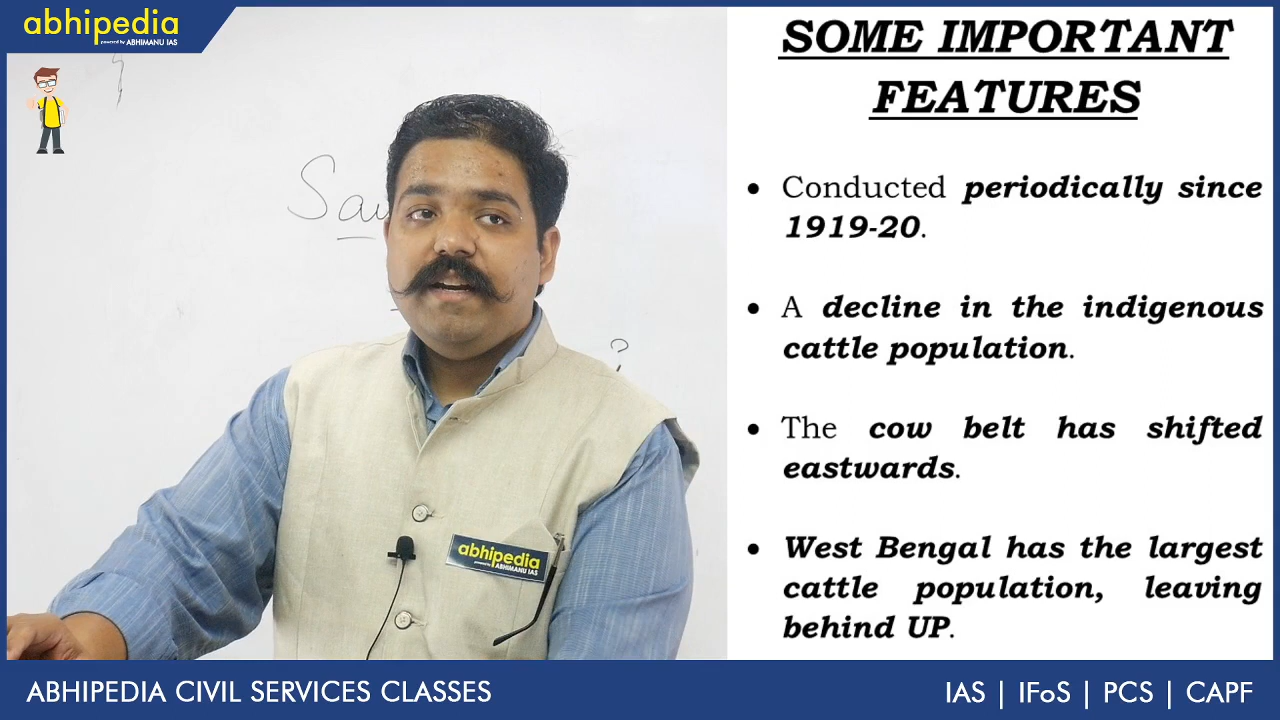 abhipedia
powered by ABHIMANU IAS
SOME IMPORTANT
FEATURES
• Conducted periodically since
1919-20.
• A decline in the indigenous
cattle population.
• The cow belt has shifted
eastwards.
• West Bengal has the largest
cattle population, leaving
behind UP.
Sa
?
abhipedia
powered by ABHIMANU IAS
ABHIPEDIA CIVIL SERVICES CLASSES
IAS | IFoS | PCS | CAPF